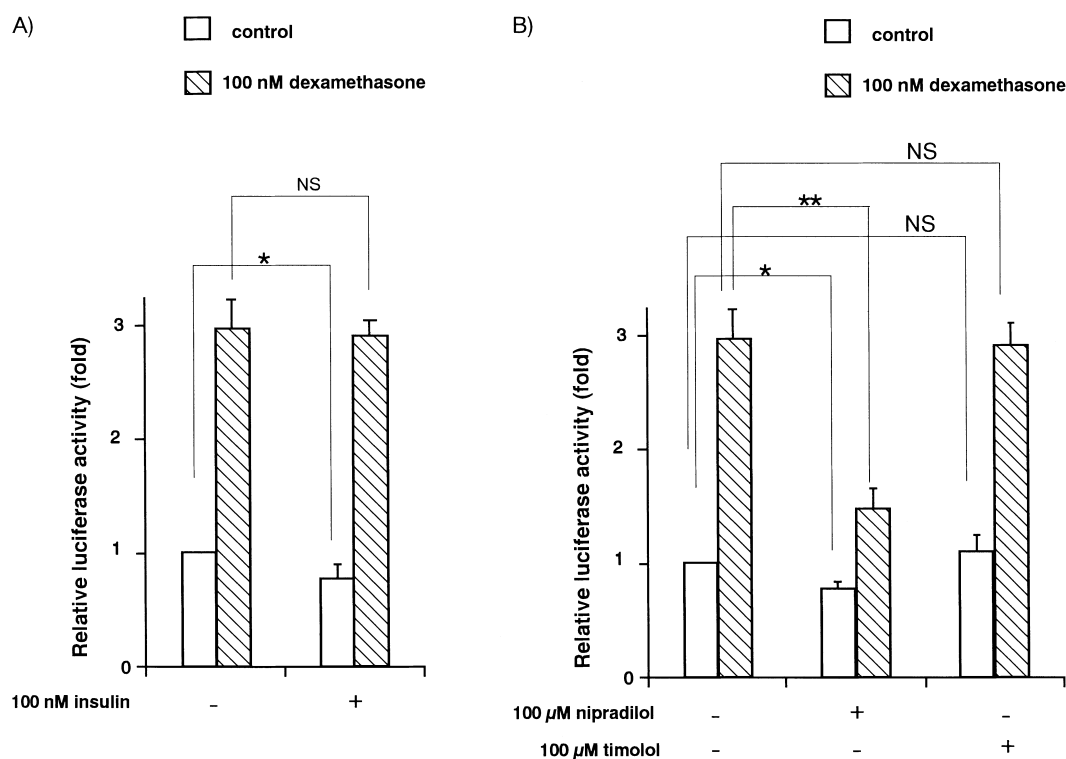 A)
control
100 nM dexamethasone
NS
*
Relative luciferase activity (fold)
3
2
1
0
100 nM insulin - +
B)
control
100 nM dexamethasone
NS
**
NS
*
Relative luciferase activity (fold)
3
2
1
0
100 µM nipradilol - + -
100 µM timolol - - +